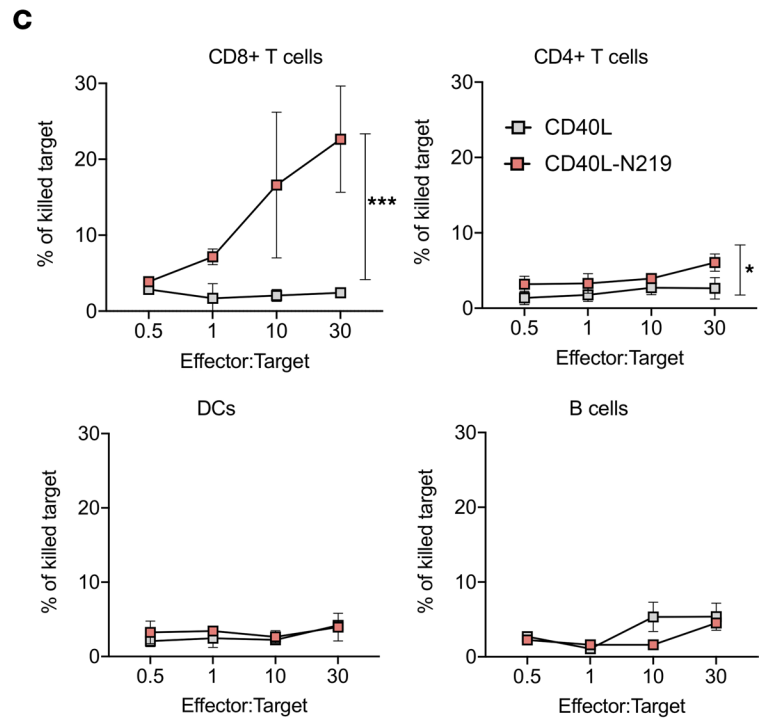 C
CD8+ T cells
30
20
10
0
% of killed target
***
0.5 1 10 30
Effector:Target
CD4+ T cells
30
20
10
0
% of killed target
CD40L
CD40L-N219
*
0.5 1 10 30
Effector:Target
DCs
30
20
10
0
% of killed target
0.5 1 10 30
Effector:Target
B cells
30
20
10
0
% of killed target
0.5 1 10 30
Effector:Target